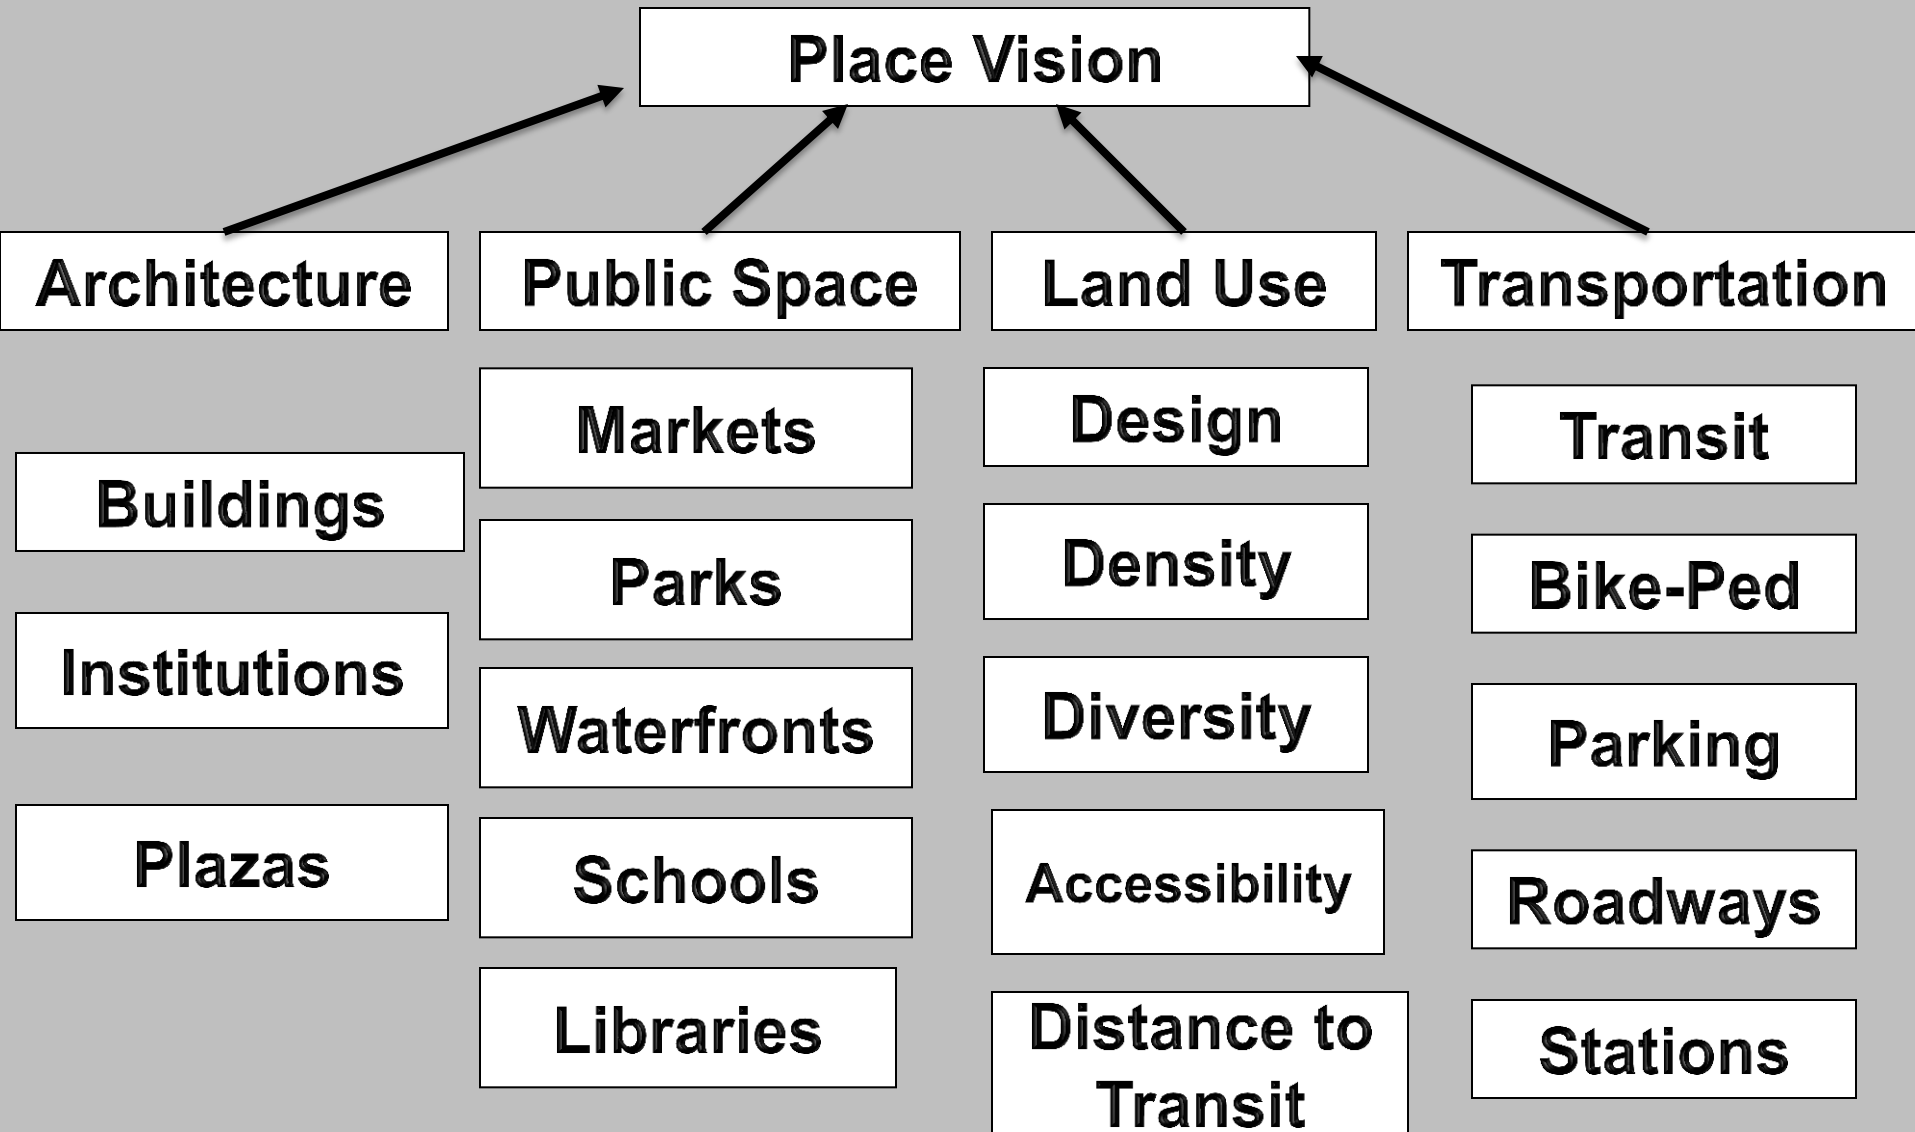 Place Vision
Architecture
Public Space
Land Use
Transportation
Buildings
Institutions
Plazas
Markets
Parks
Waterfronts
Schools
Libraries
Design
Density
Diversity
Accessibility
Distance to
Transit
Transit
Bike-Ped
Parking
Roadways
Stations